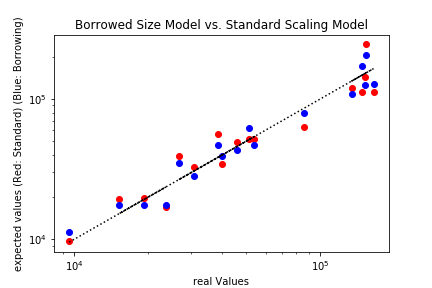 Borrowed Size Model vs. Standard Scaling Model
expected values (Red: Standard) (Blue: Borrowing)
10⁵
10⁴
10⁴ 10⁵
real Values